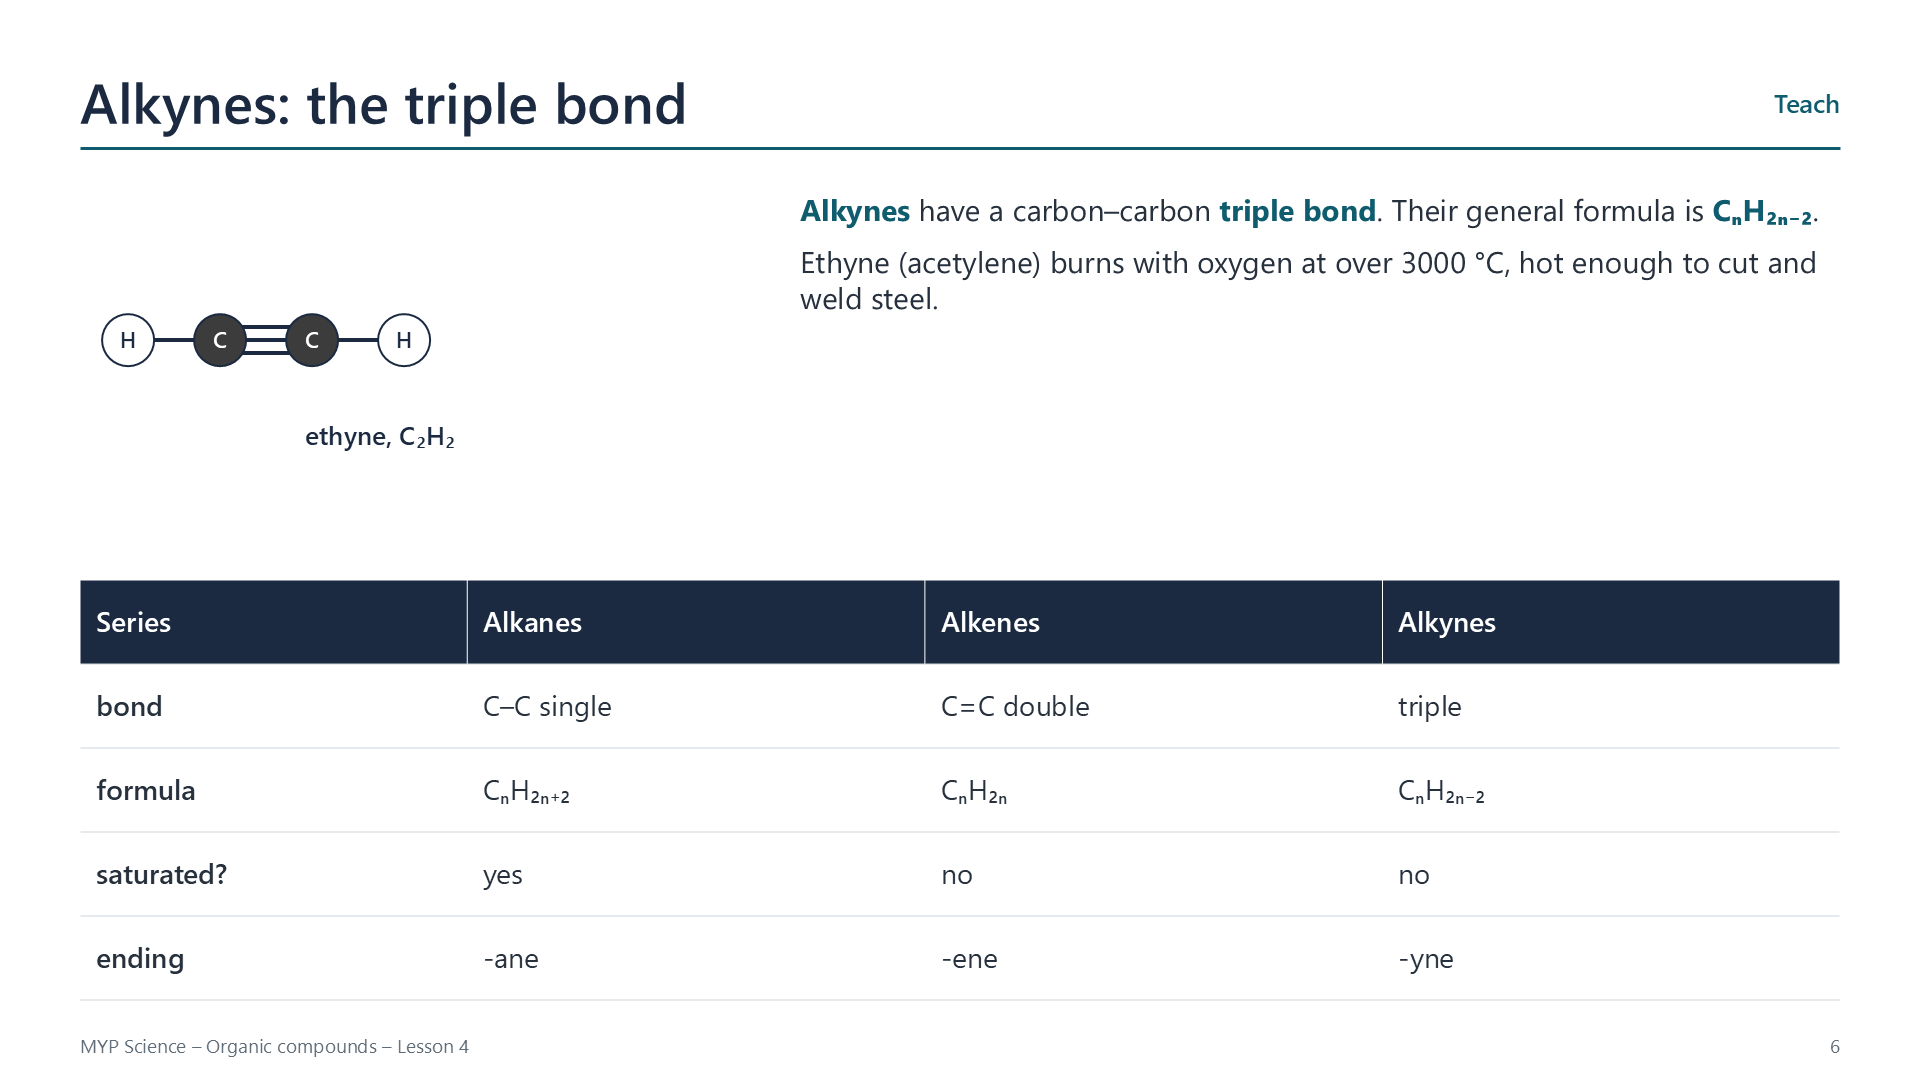 Alkynes: the triple bond
Teach
Alkynes have a carbon–carbon triple bond. Their general formula is CₙH₂ₙ₋₂.
Ethyne (acetylene) burns with oxygen at over 3000 °C, hot enough to cut and
weld steel.
H C C H
ethyne, C₂H₂
Series Alkanes Alkenes Alkynes
bond C–C single C=C double triple
formula CₙH₂ₙ₊₂ CₙH₂ₙ CₙH₂ₙ₋₂
saturated? yes no no
ending -ane -ene -yne
MYP Science – Organic compounds – Lesson 4
6